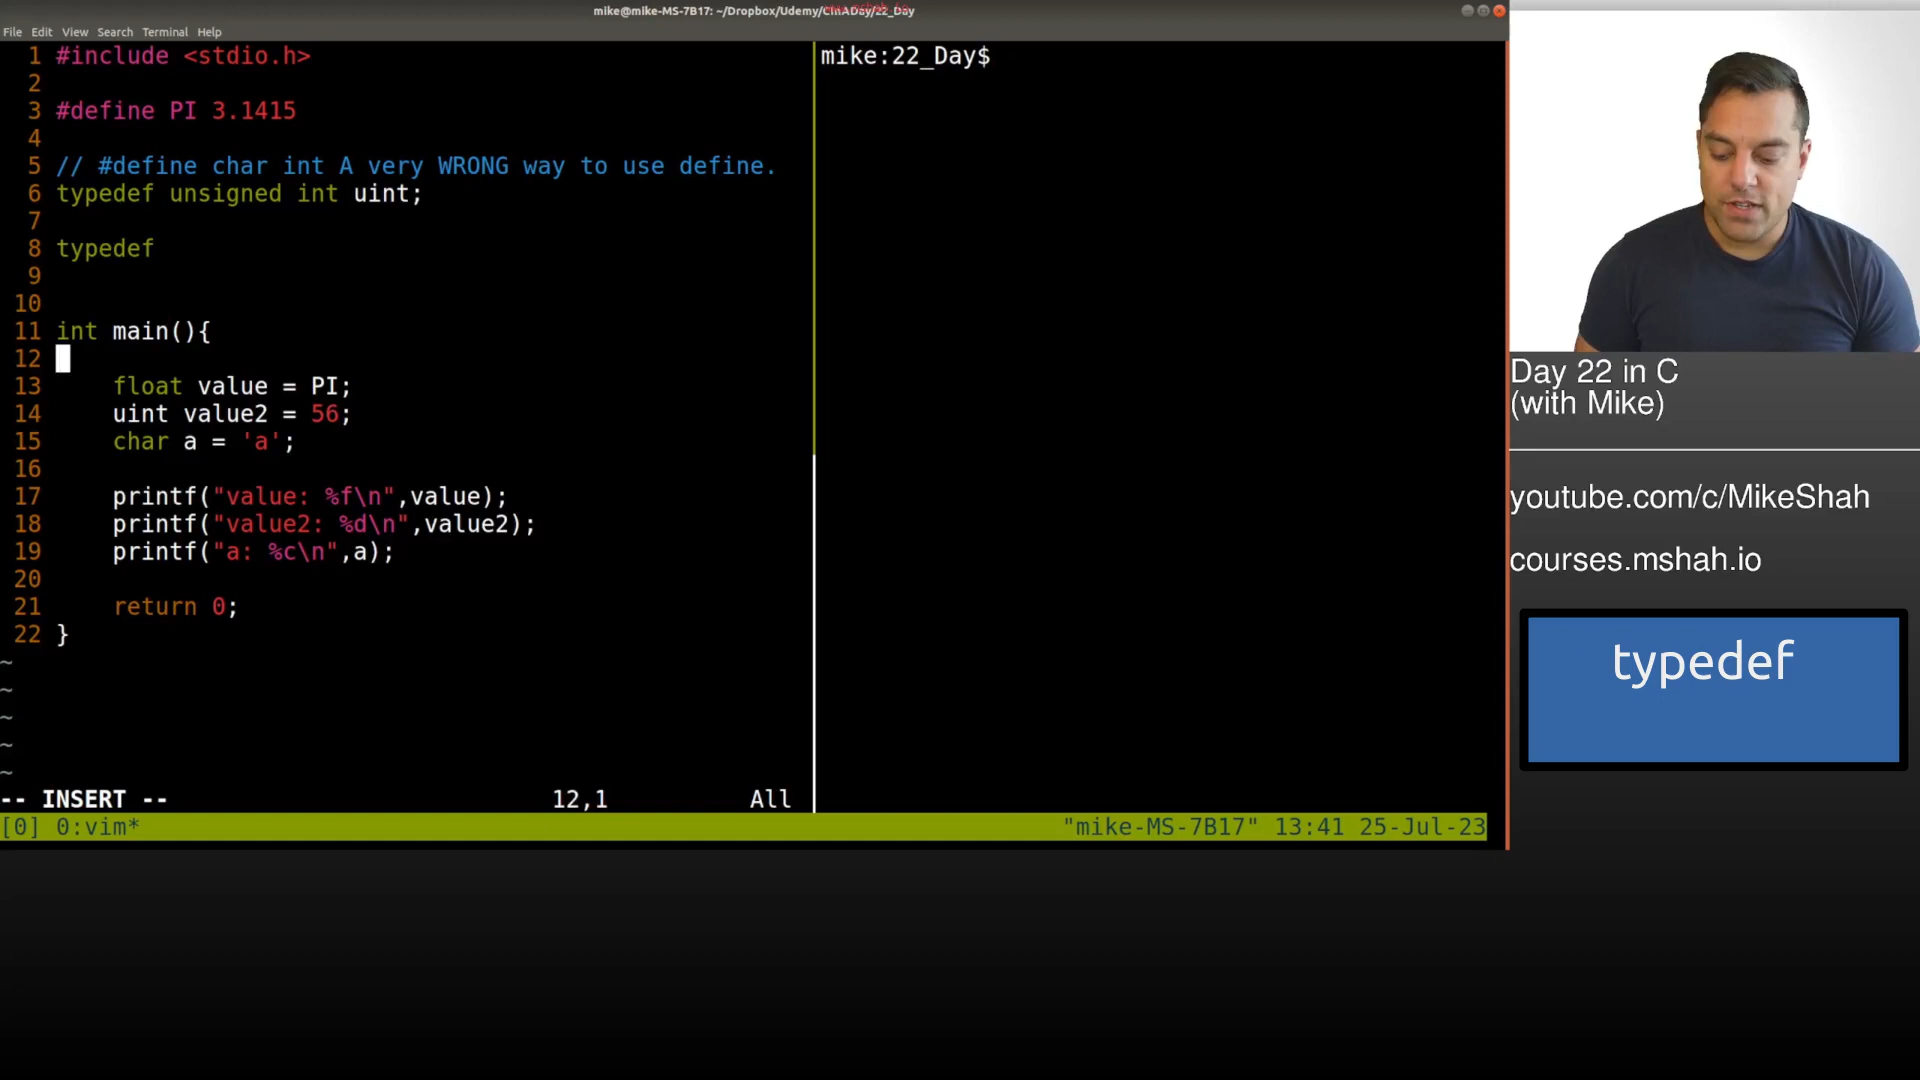 mike@mike-MS-7B17: ~/Dropbox/Udemy/CInADay/22_Day
File Edit View Search Terminal Help
1 #include <stdio.h>
2
3 #define PI 3.1415
4
5 // #define char int A very WRONG way to use define.
6 typedef unsigned int uint;
7
8 typedef
9
10
11 int main(){
12
13     float value = PI;
14     uint value2 = 56;
15     char a = 'a';
16
17     printf("value: %f\n",value);
18     printf("value2: %d\n",value2);
19     printf("a: %c\n",a);
20
21     return 0;
22 }
~
~
~
~
~
-- INSERT -- 12,1 All
[0] 0:vim* "mike-MS-7B17" 13:41 25-Jul-23
mike:22_Day$
Day 22 in C
(with Mike)
youtube.com/c/MikeShah
courses.mshah.io
typedef